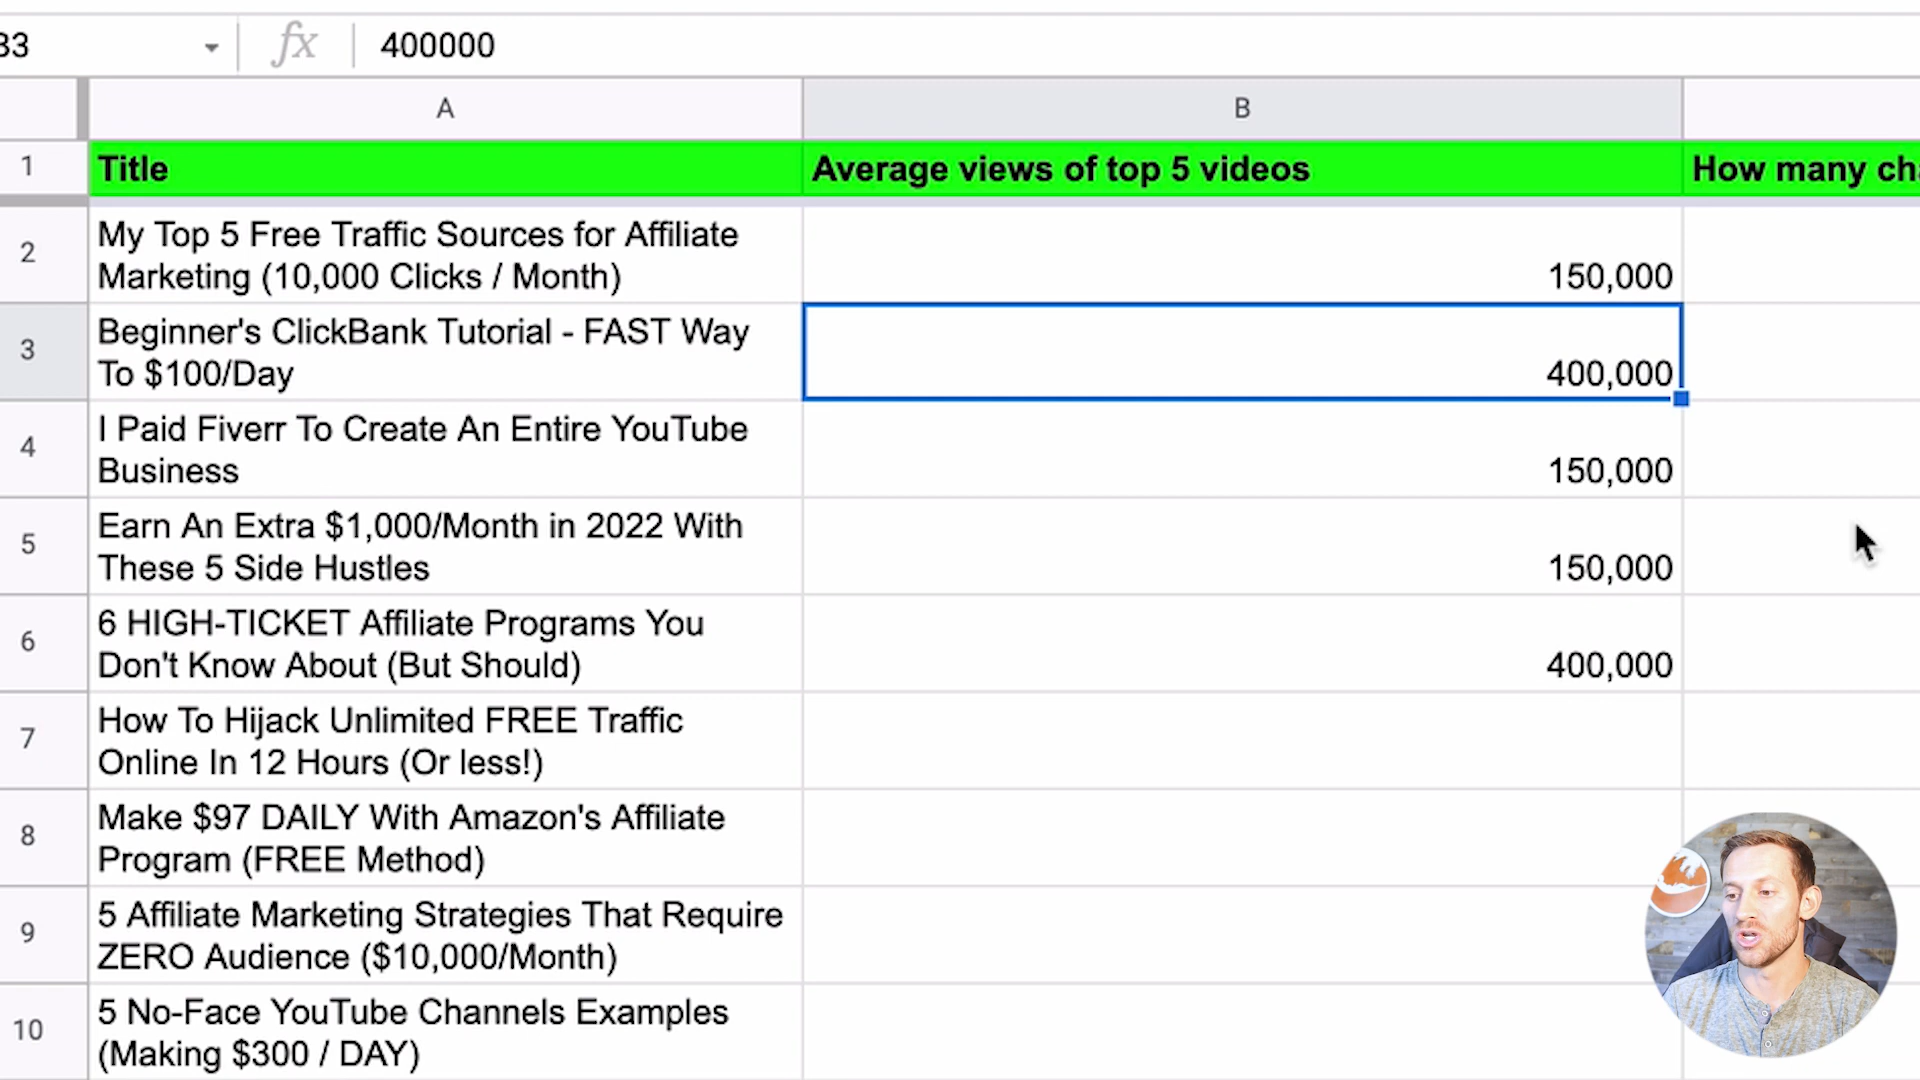 B3 fx 400000
A B
1 Title Average views of top 5 videos How many cha
2 My Top 5 Free Traffic Sources for Affiliate
Marketing (10,000 Clicks / Month) 150,000
3 Beginner's ClickBank Tutorial - FAST Way
To $100/Day 400,000
4 I Paid Fiverr To Create An Entire YouTube
Business 150,000
5 Earn An Extra $1,000/Month in 2022 With
These 5 Side Hustles 150,000
6 6 HIGH-TICKET Affiliate Programs You
Don't Know About (But Should) 400,000
7 How To Hijack Unlimited FREE Traffic
Online In 12 Hours (Or less!)
8 Make $97 DAILY With Amazon's Affiliate
Program (FREE Method)
9 5 Affiliate Marketing Strategies That Require
ZERO Audience ($10,000/Month)
10 5 No-Face YouTube Channels Examples
(Making $300 / DAY)